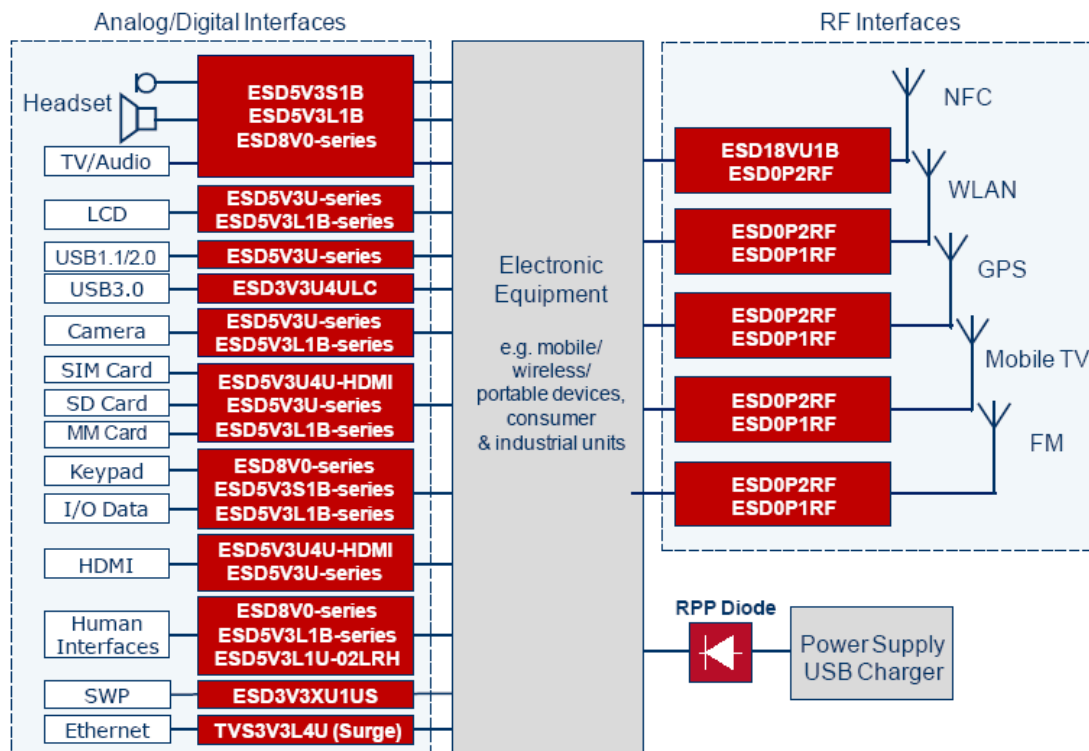 Analog/Digital Interfaces
Headset
ESD5V3S1B
ESD5V3L1B
ESD8V0-series
TV/Audio
LCD
ESD5V3U-series
ESD5V3L1B-series
USB1.1/2.0
ESD5V3U-series
USB3.0
ESD3V3U4ULC
Camera
ESD5V3U-series
ESD5V3L1B-series
SIM Card
SD Card
MM Card
ESD5V3U4U-HDMI
ESD5V3U-series
ESD5V3L1B-series
Keypad
I/O Data
ESD8V0-series
ESD5V3S1B-series
ESD5V3L1B-series
HDMI
ESD5V3U4U-HDMI
ESD5V3U-series
Human
Interfaces
ESD8V0-series
ESD5V3L1B-series
ESD5V3L1U-02LRH
SWP
ESD3V3XU1US
Ethernet
TVS3V3L4U (Surge)
Electronic
Equipment
e.g. mobile/
wireless/
portable devices,
consumer
& industrial units
RF Interfaces
NFC
ESD18VU1B
ESD0P2RF
WLAN
ESD0P2RF
ESD0P1RF
GPS
ESD0P2RF
ESD0P1RF
Mobile TV
ESD0P2RF
ESD0P1RF
FM
ESD0P2RF
ESD0P1RF
RPP Diode
Power Supply
USB Charger